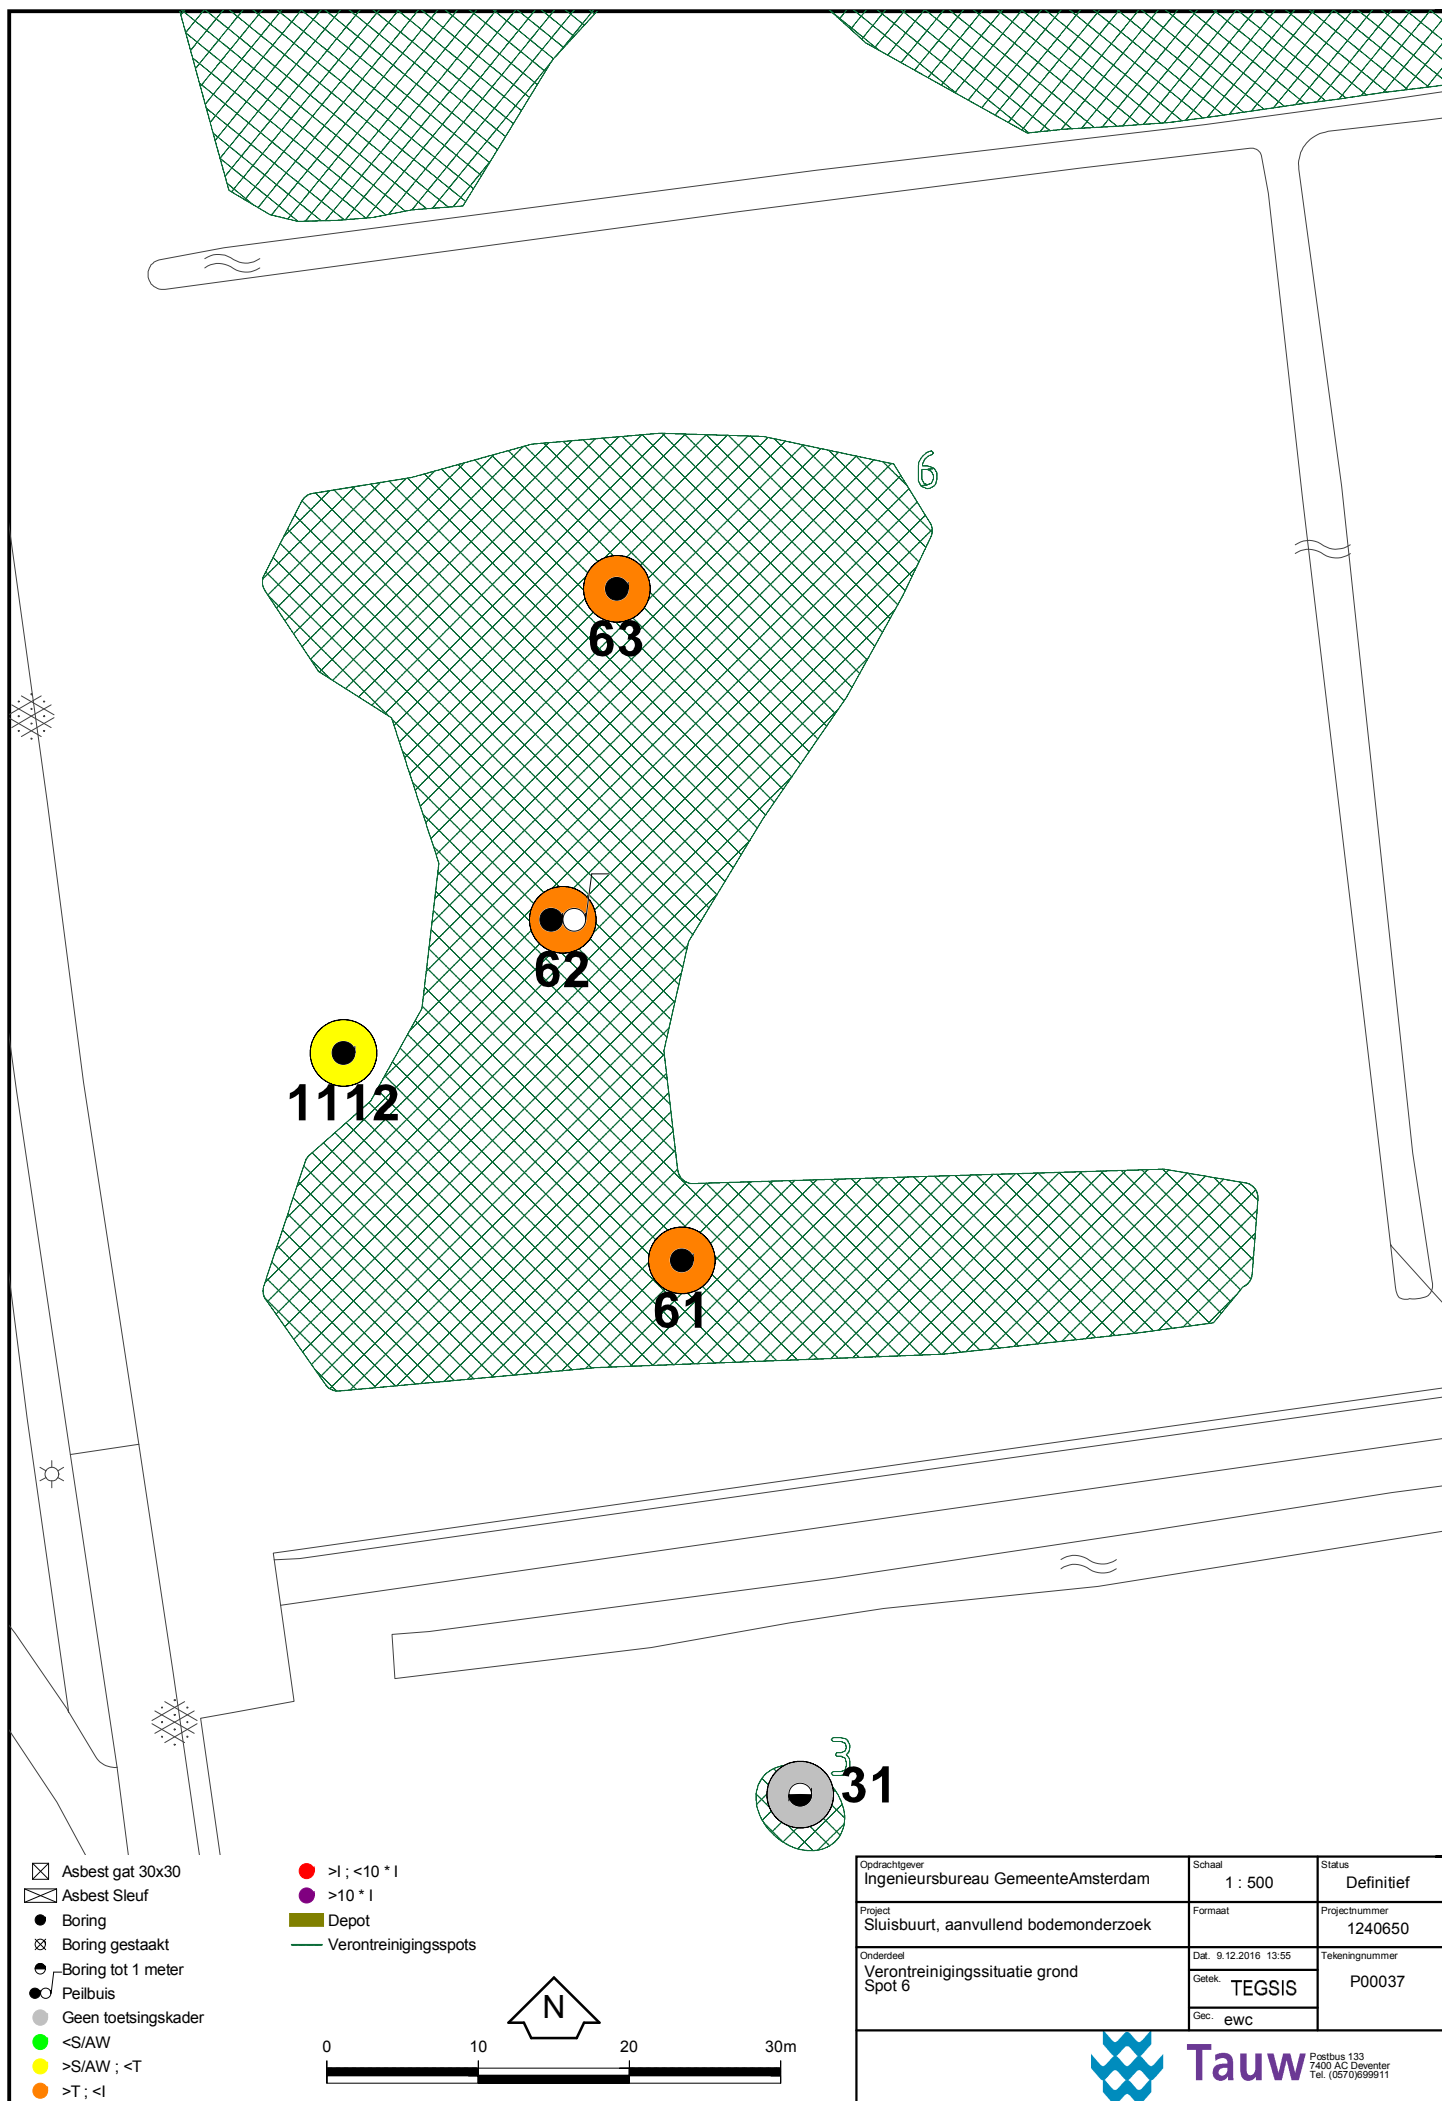 6
63
62
1112
61
3
31
Asbest gat 30x30
Asbest Sleuf
Boring
Boring gestaakt
Boring tot 1 meter
Peilbuis
Geen toetsingskader
<S/AW
>S/AW ; <T
>T ; <I
>I ; <10 * I
>10 * I
Depot
Verontreinigingsspots
N
0 10 20 30m
Opdrachtgever
Ingenieursbureau GemeenteAmsterdam
Schaal
1 : 500
Status
Definitief
Project
Sluisbuurt, aanvullend bodemonderzoek
Formaat
Projectnummer
1240650
Onderdeel
Verontreinigingssituatie grond
Spot 6
Dat. 9.12.2016 13:55
Getek. TEGSIS
Gec. ewc
Tekeningnummer
P00037
Tauw
Postbus 133
7400 AC Deventer
Tel. (0570)699911